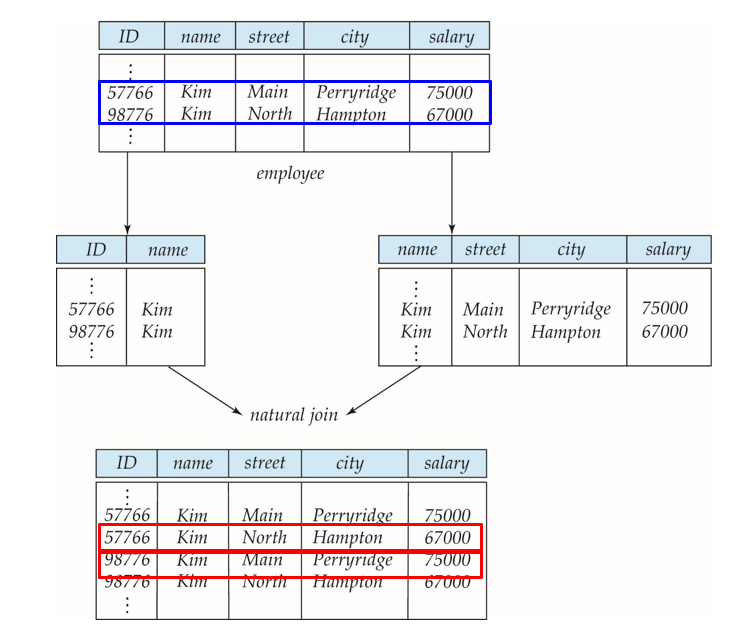 ID name street city salary
⋮
57766 Kim Main Perryridge 75000
98776 Kim North Hampton 67000
⋮
employee
ID name
⋮
57766 Kim
98776 Kim
⋮
name street city salary
⋮
Kim Main Perryridge 75000
Kim North Hampton 67000
⋮
natural join
ID name street city salary
⋮
57766 Kim Main Perryridge 75000
57766 Kim North Hampton 67000
98776 Kim Main Perryridge 75000
98776 Kim North Hampton 67000
⋮